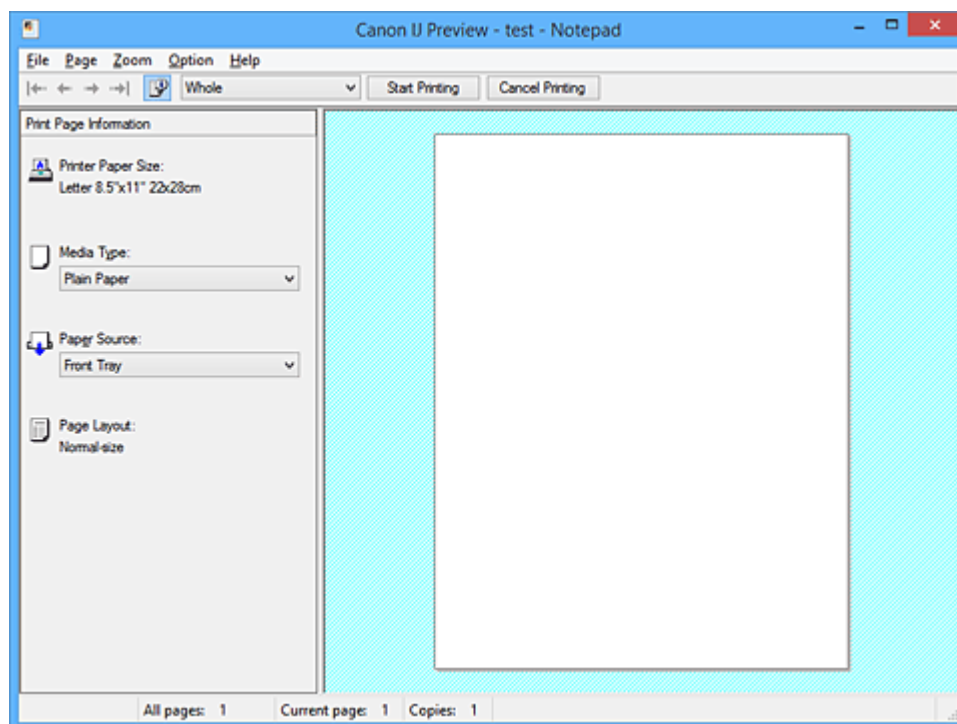 Canon IJ Preview - test - Notepad
File Page Zoom Option Help
Whole Start Printing Cancel Printing
Print Page Information
Printer Paper Size:
Letter 8.5"x11" 22x28cm
Media Type:
Plain Paper
Paper Source:
Front Tray
Page Layout:
Normal-size
All pages: 1 Current page: 1 Copies: 1